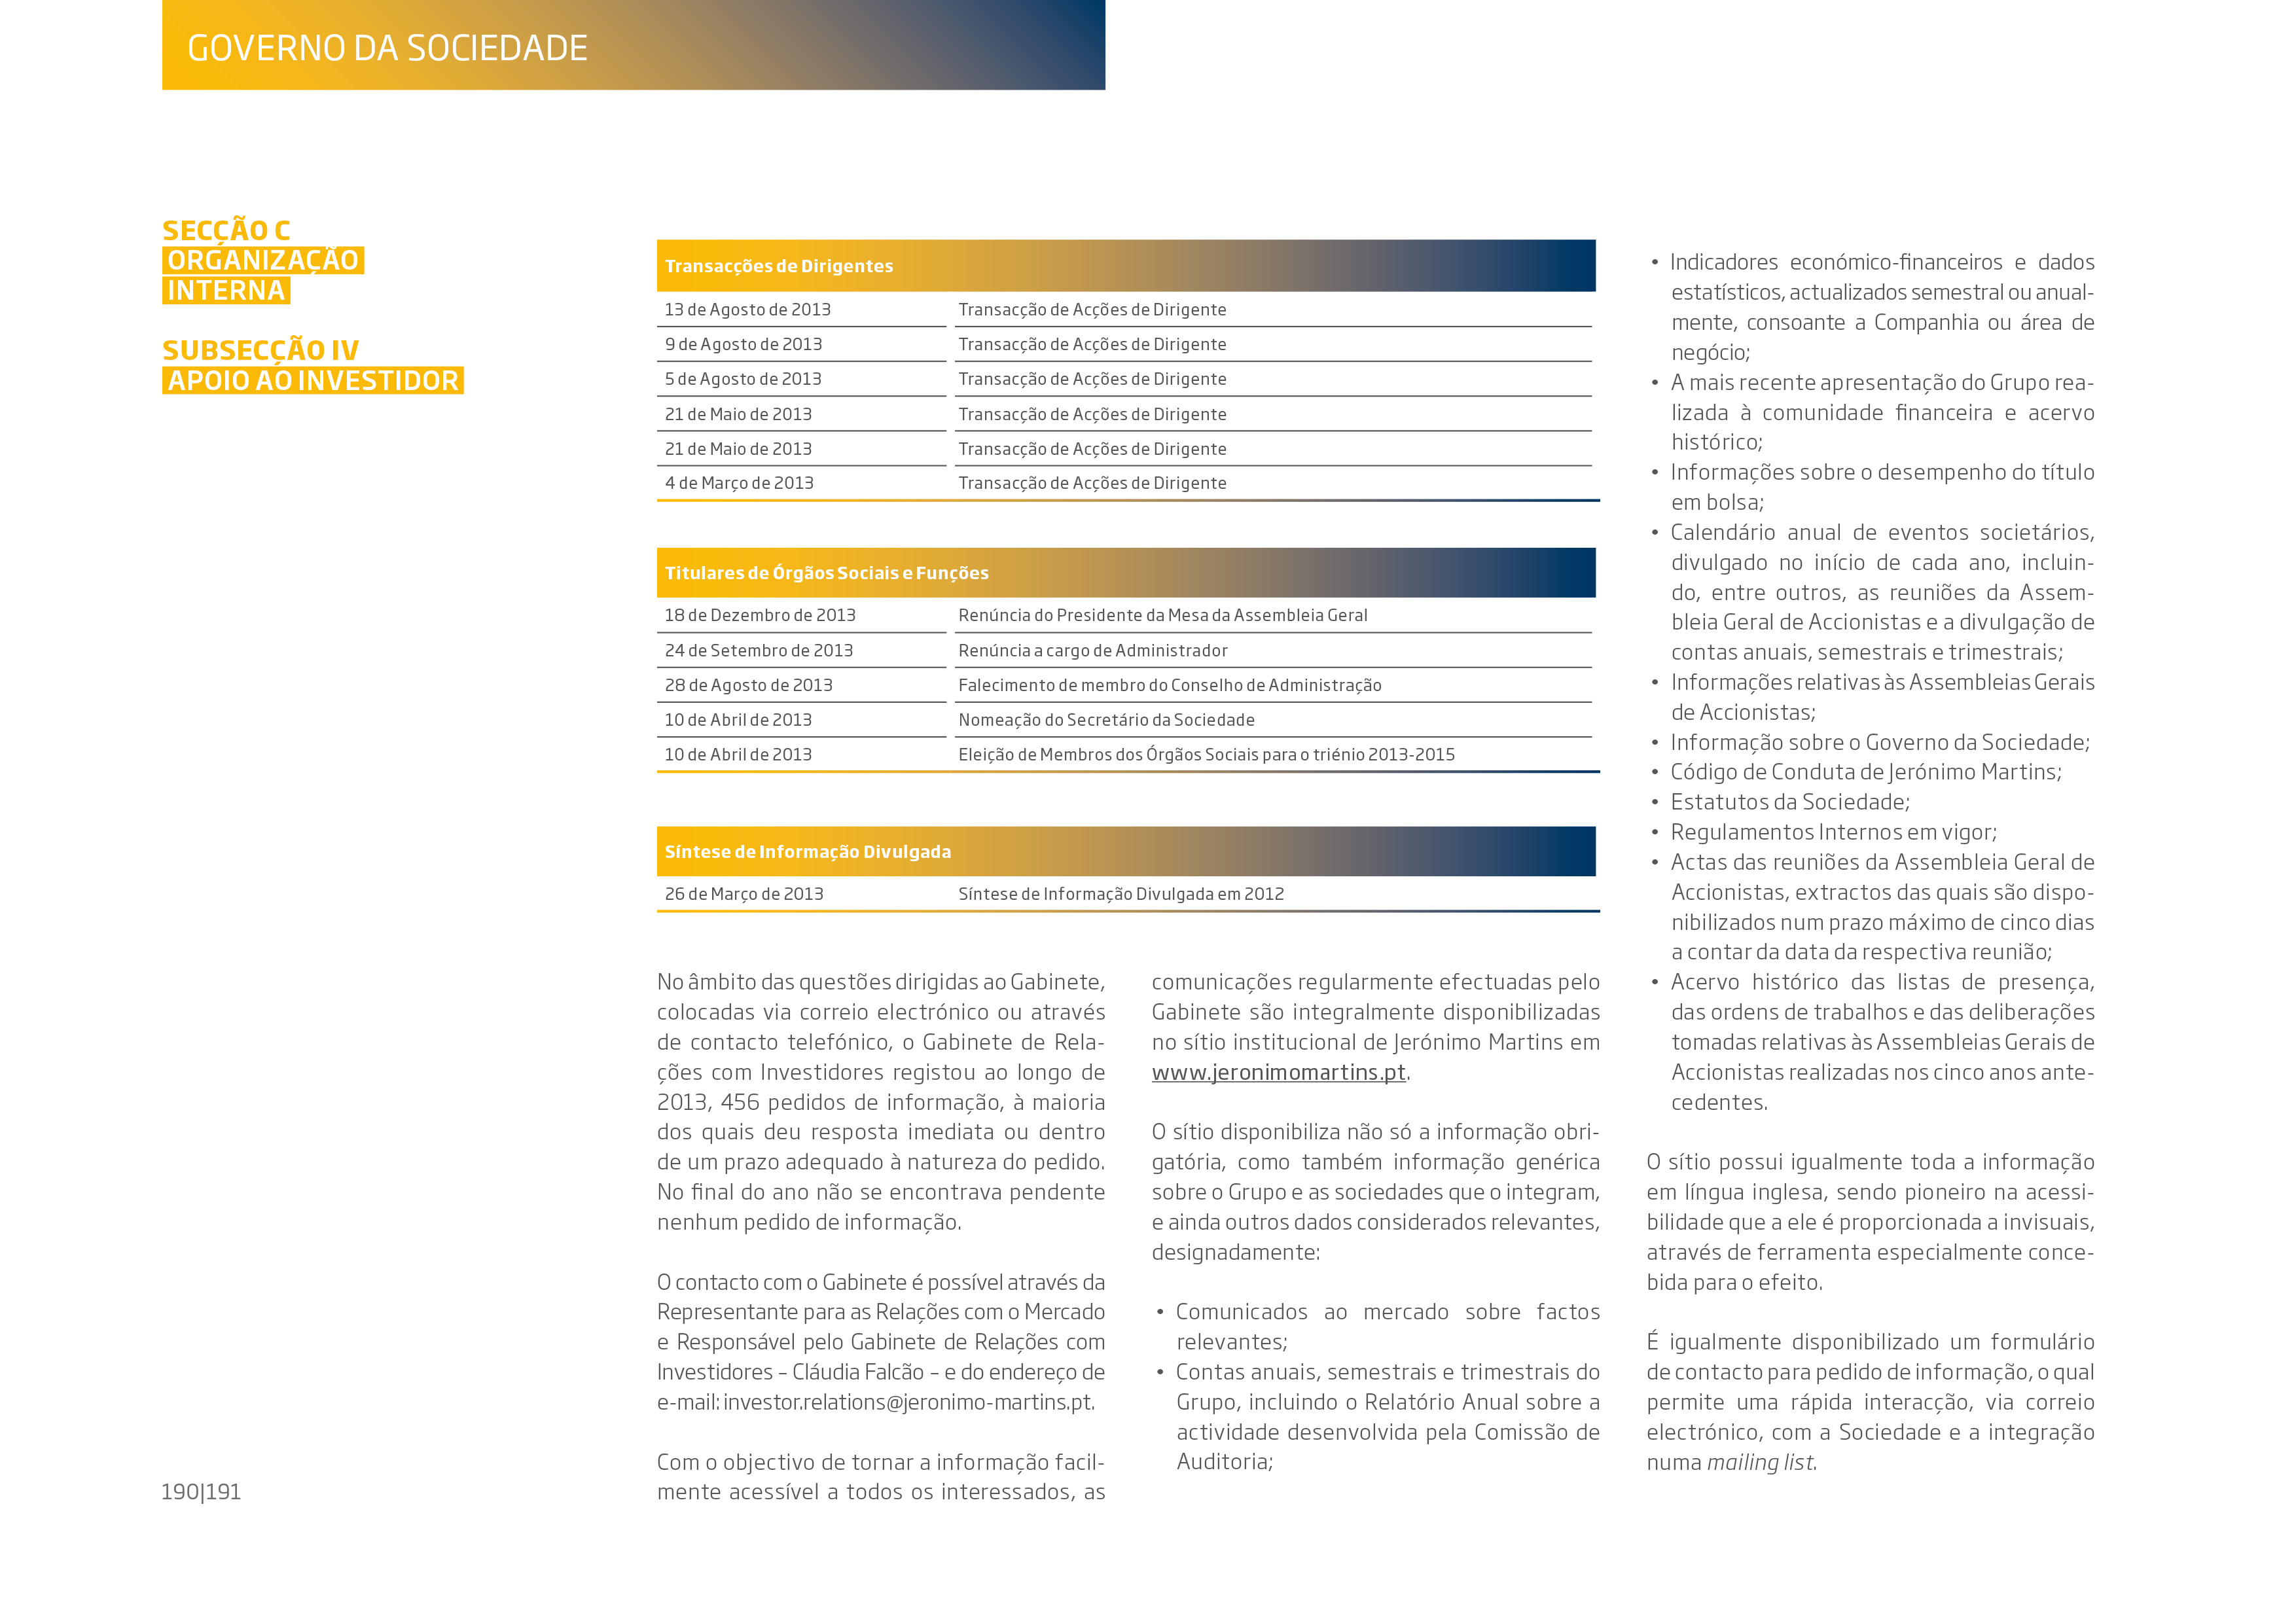 GOVERNO DA SOCIEDADE
SECÇÃO C
ORGANIZAÇÃO
INTERNA
SUBSECÇÃO IV
APOIO AO INVESTIDOR
Transacções de Dirigentes
13 de Agosto de 2013 Transacção de Acções de Dirigente
9 de Agosto de 2013 Transacção de Acções de Dirigente
5 de Agosto de 2013 Transacção de Acções de Dirigente
21 de Maio de 2013 Transacção de Acções de Dirigente
21 de Maio de 2013 Transacção de Acções de Dirigente
4 de Março de 2013 Transacção de Acções de Dirigente
Titulares de Órgãos Sociais e Funções
18 de Dezembro de 2013 Renúncia do Presidente da Mesa da Assembleia Geral
24 de Setembro de 2013 Renúncia a cargo de Administrador
28 de Agosto de 2013 Falecimento de membro do Conselho de Administração
10 de Abril de 2013 Nomeação do Secretário da Sociedade
10 de Abril de 2013 Eleição de Membros dos Órgãos Sociais para o triénio 2013-2015
Síntese de Informação Divulgada
26 de Março de 2013 Síntese de Informação Divulgada em 2012
No âmbito das questões dirigidas ao Gabinete,
colocadas via correio electrónico ou através
de contacto telefónico, o Gabinete de Rela-
ções com Investidores registou ao longo de
2013, 456 pedidos de informação, à maioria
dos quais deu resposta imediata ou dentro
de um prazo adequado à natureza do pedido.
No final do ano não se encontrava pendente
nenhum pedido de informação.
O contacto com o Gabinete é possível através da
Representante para as Relações com o Mercado
e Responsável pelo Gabinete de Relações com
Investidores – Cláudia Falcão – e do endereço de
e-mail: investor.relations@jeronimo-martins.pt.
Com o objectivo de tornar a informação facil-
mente acessível a todos os interessados, as
comunicações regularmente efectuadas pelo
Gabinete são integralmente disponibilizadas
no sítio institucional de Jerónimo Martins em
www.jeronimomartins.pt.
O sítio disponibiliza não só a informação obri-
gatória, como também informação genérica
sobre o Grupo e as sociedades que o integram,
e ainda outros dados considerados relevantes,
designadamente:
• Comunicados ao mercado sobre factos
relevantes;
• Contas anuais, semestrais e trimestrais do
Grupo, incluindo o Relatório Anual sobre a
actividade desenvolvida pela Comissão de
Auditoria;
• Indicadores económico-financeiros e dados
estatísticos, actualizados semestral ou anual-
mente, consoante a Companhia ou área de
negócio;
• A mais recente apresentação do Grupo rea-
lizada à comunidade financeira e acervo
histórico;
• Informações sobre o desempenho do título
em bolsa;
• Calendário anual de eventos societários,
divulgado no início de cada ano, incluin-
do, entre outros, as reuniões da Assem-
bleia Geral de Accionistas e a divulgação de
contas anuais, semestrais e trimestrais;
• Informações relativas às Assembleias Gerais
de Accionistas;
• Informação sobre o Governo da Sociedade;
• Código de Conduta de Jerónimo Martins;
• Estatutos da Sociedade;
• Regulamentos Internos em vigor;
• Actas das reuniões da Assembleia Geral de
Accionistas, extractos das quais são dispo-
nibilizados num prazo máximo de cinco dias
a contar da data da respectiva reunião;
• Acervo histórico das listas de presença,
das ordens de trabalhos e das deliberações
tomadas relativas às Assembleias Gerais de
Accionistas realizadas nos cinco anos ante-
cedentes.
O sítio possui igualmente toda a informação
em língua inglesa, sendo pioneiro na acessi-
bilidade que a ele é proporcionada a invisuais,
através de ferramenta especialmente conce-
bida para o efeito.
É igualmente disponibilizado um formulário
de contacto para pedido de informação, o qual
permite uma rápida interacção, via correio
electrónico, com a Sociedade e a integração
numa mailing list.
190|191